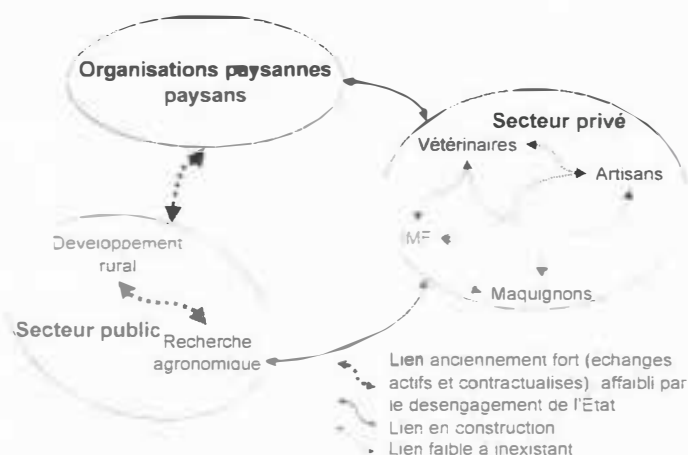 Organisations paysannes
paysans
Secteur privé
Vétérinaires
Artisans
MF
Maquignons
Developpement
rural
Secteur public
Recherche
agronomique
Lien anciennement fort (echanges
actifs et contractualises) affaibli par
le desengagement de l'État
Lien en construction
Lien faible a inexistant